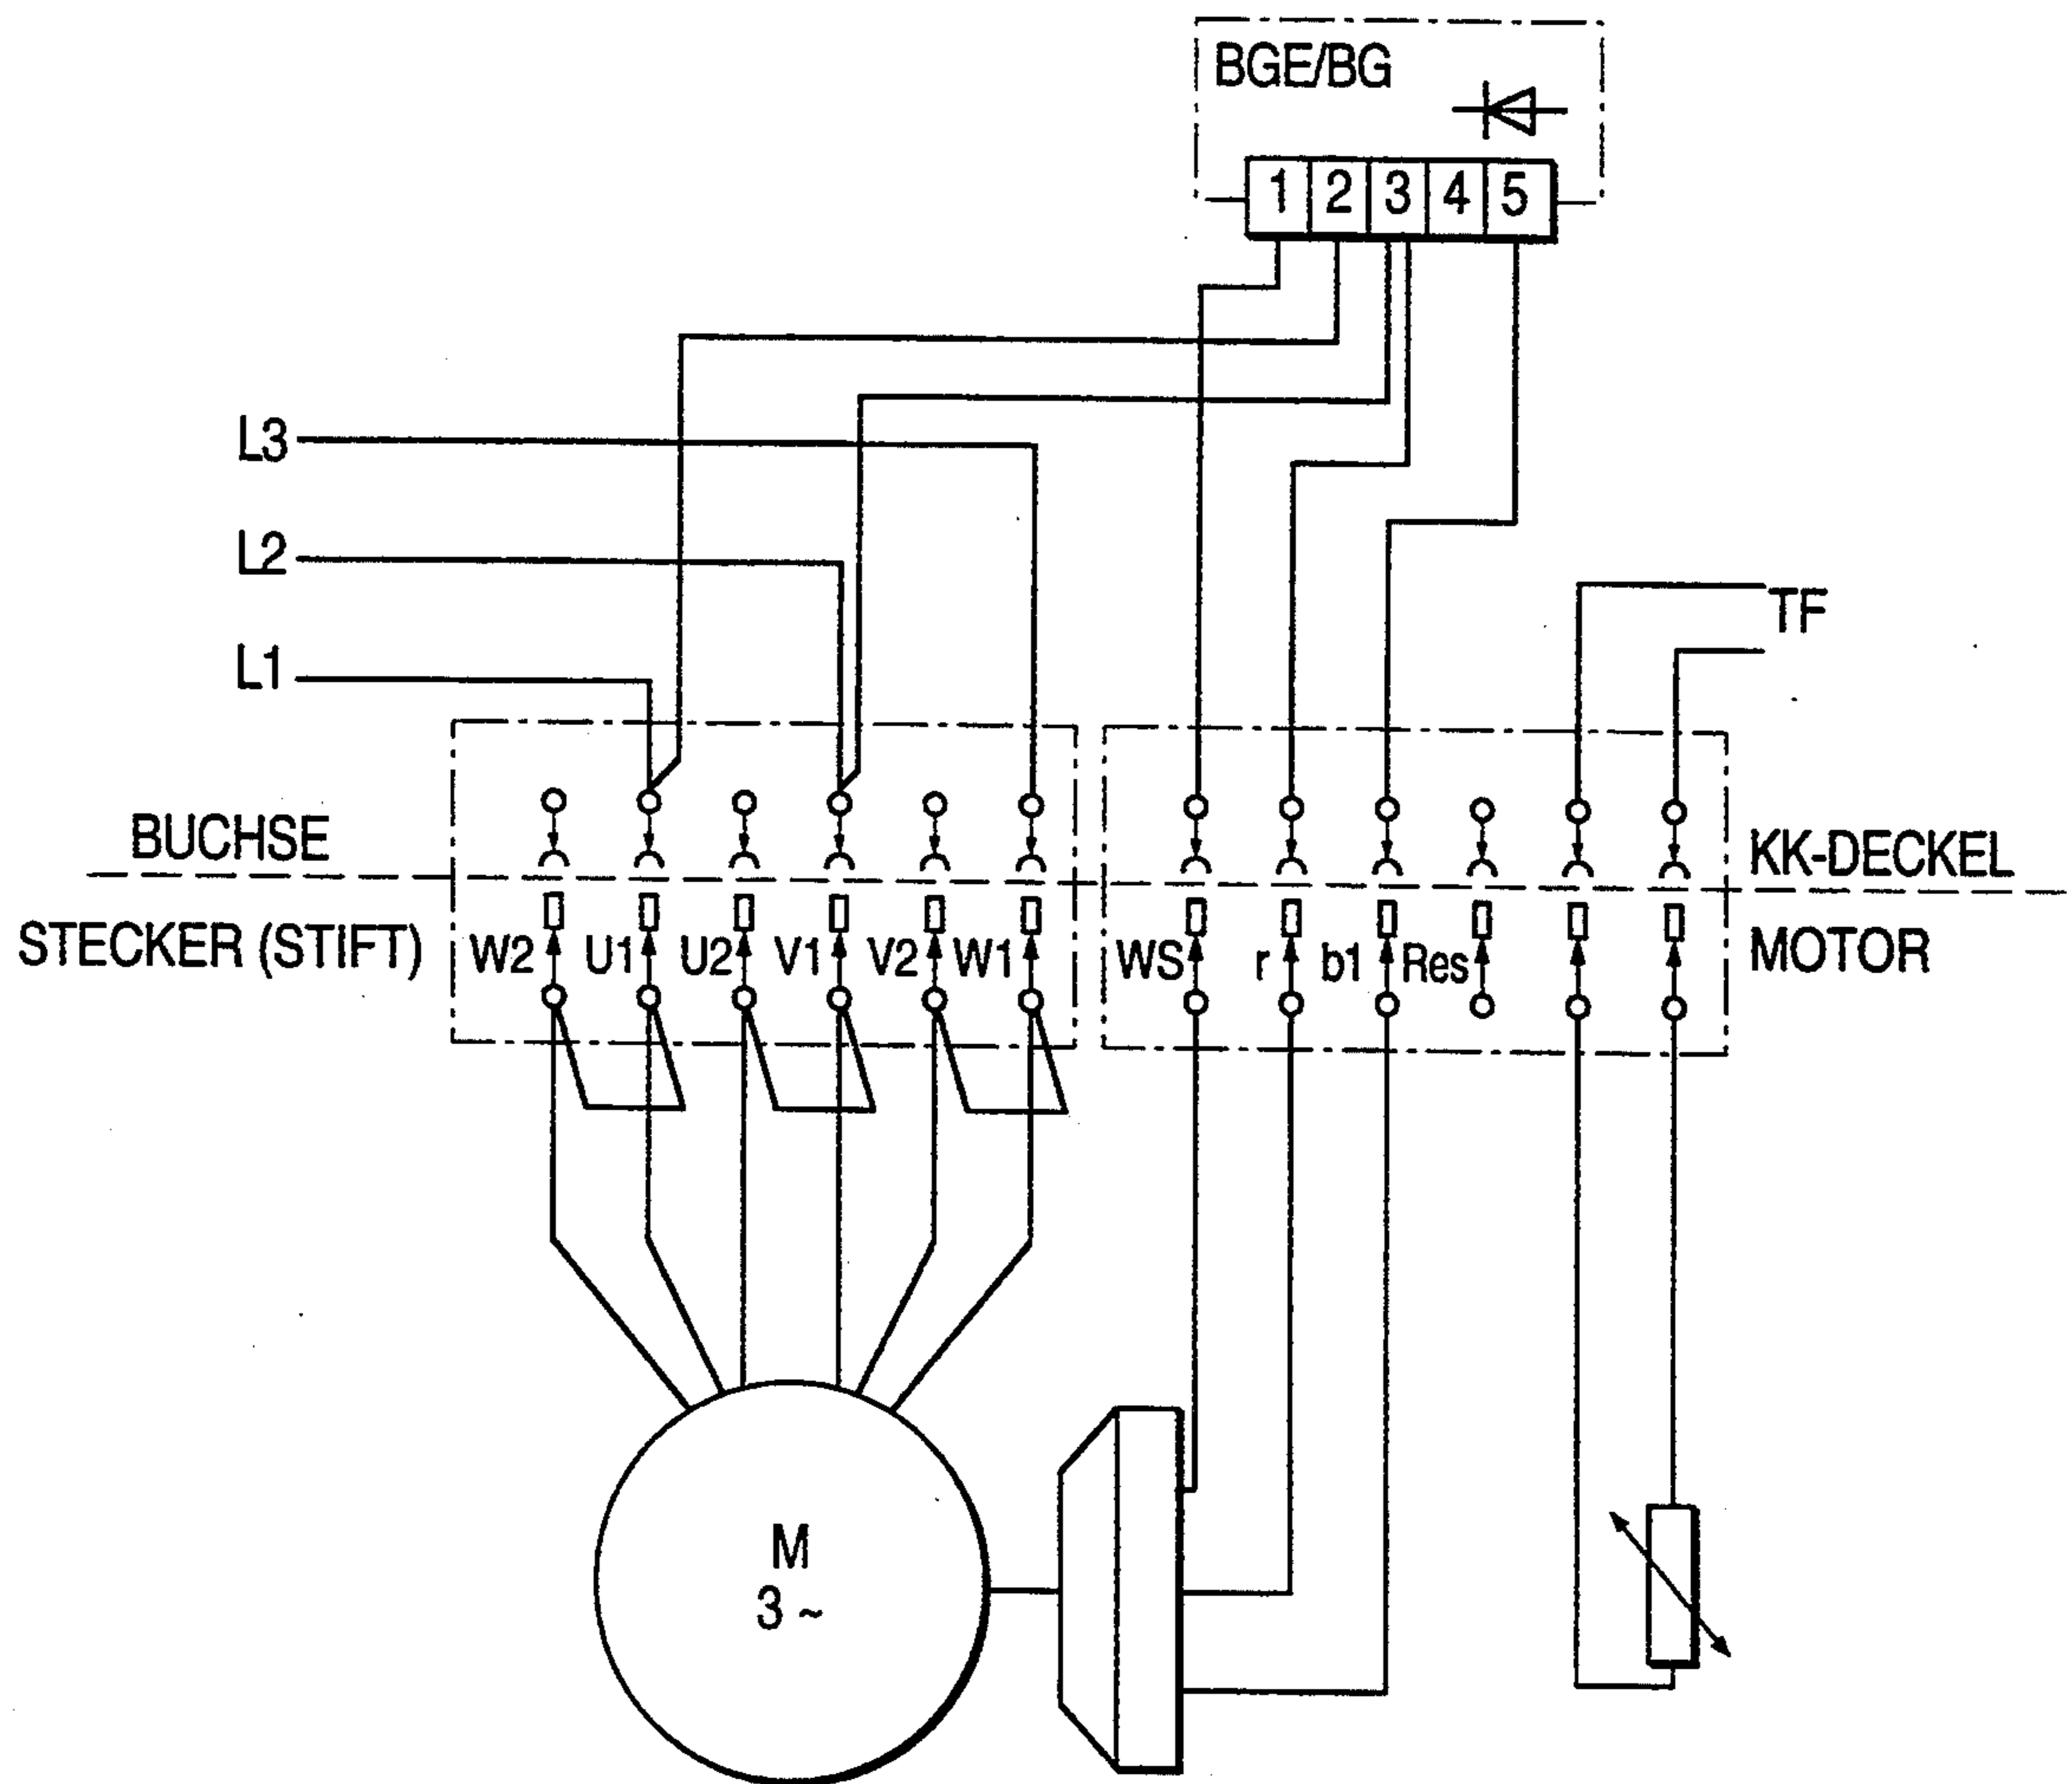 BGE/BG
1 2 3 4 5
L3
L2
L1
TF
BUCHSE
KK-DECKEL
STECKER (STIFT)
W2 U1 U2 V1 V2 W1
WS r b1 Res
MOTOR
M
3 ~